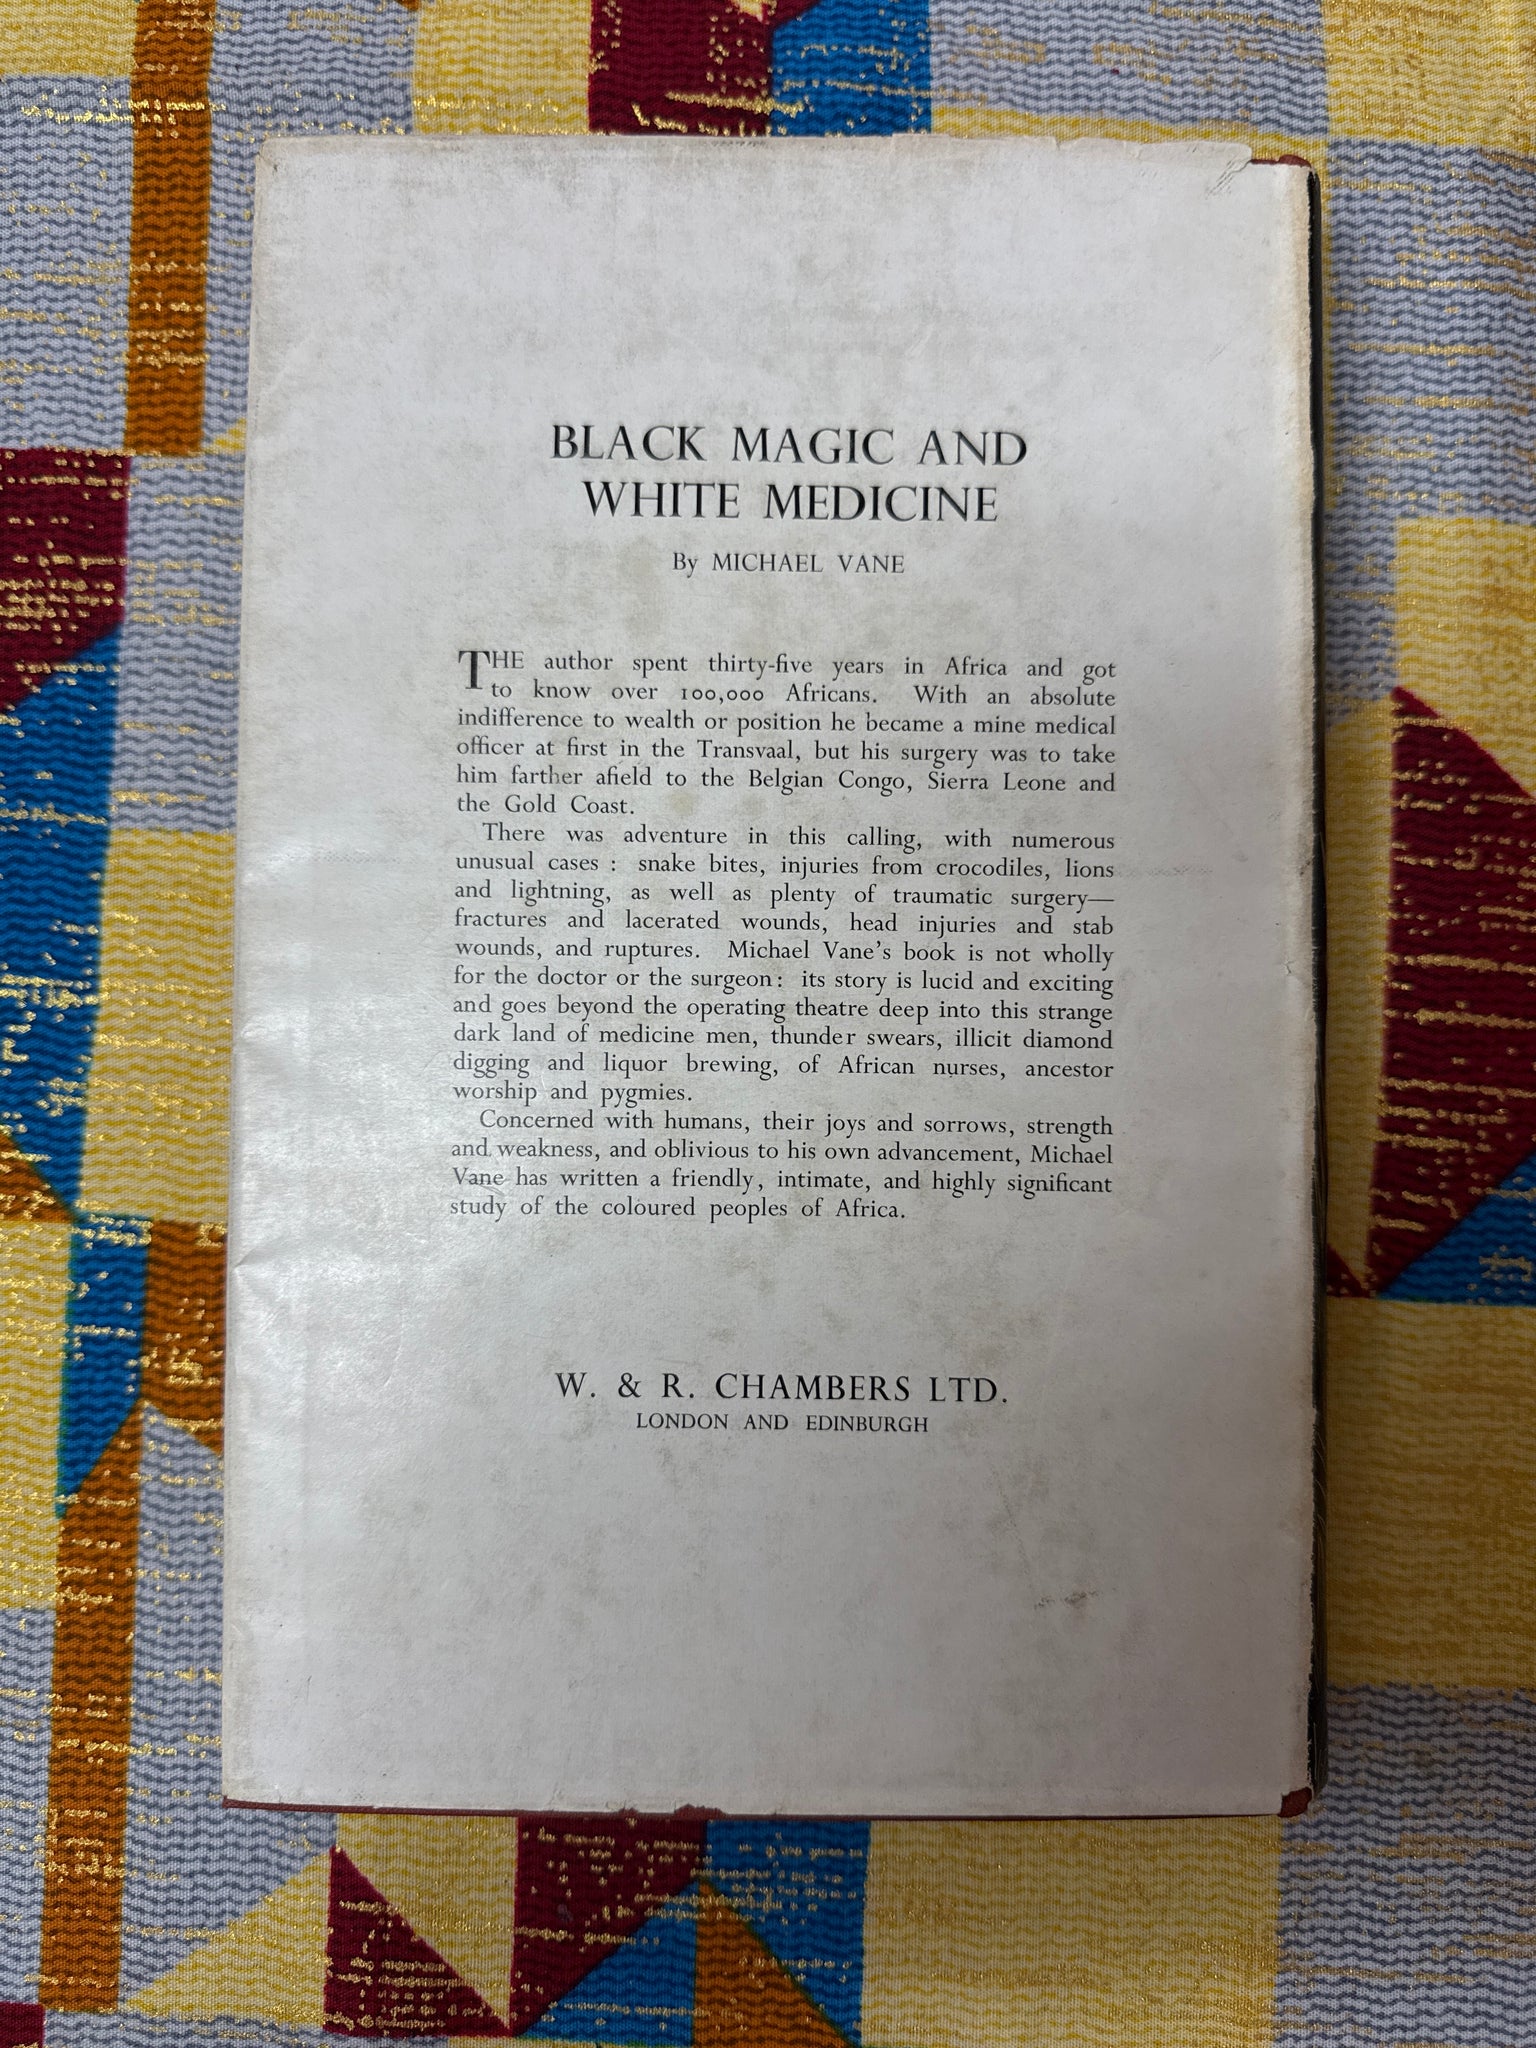 BLACK MAGIC AND
WHITE MEDICINE
By MICHAEL VANE
THE author spent thirty-five years in Africa and got
to know over 100,000 Africans. With an absolute
indifference to wealth or position he became a mine medical
officer at first in the Transvaal, but his surgery was to take
him farther afield to the Belgian Congo, Sierra Leone and
the Gold Coast.
There was adventure in this calling, with numerous
unusual cases : snake bites, injuries from crocodiles, lions
and lightning, as well as plenty of traumatic surgery—
fractures and lacerated wounds, head injuries and stab
wounds, and ruptures. Michael Vane's book is not wholly
for the doctor or the surgeon : its story is lucid and exciting
and goes beyond the operating theatre deep into this strange
dark land of medicine men, thunder swears, illicit diamond
digging and liquor brewing, of African nurses, ancestor
worship and pygmies.
Concerned with humans, their joys and sorrows, strength
and weakness, and oblivious to his own advancement, Michael
Vane has written a friendly, intimate, and highly significant
study of the coloured peoples of Africa.
W. & R. CHAMBERS LTD.
LONDON AND EDINBURGH